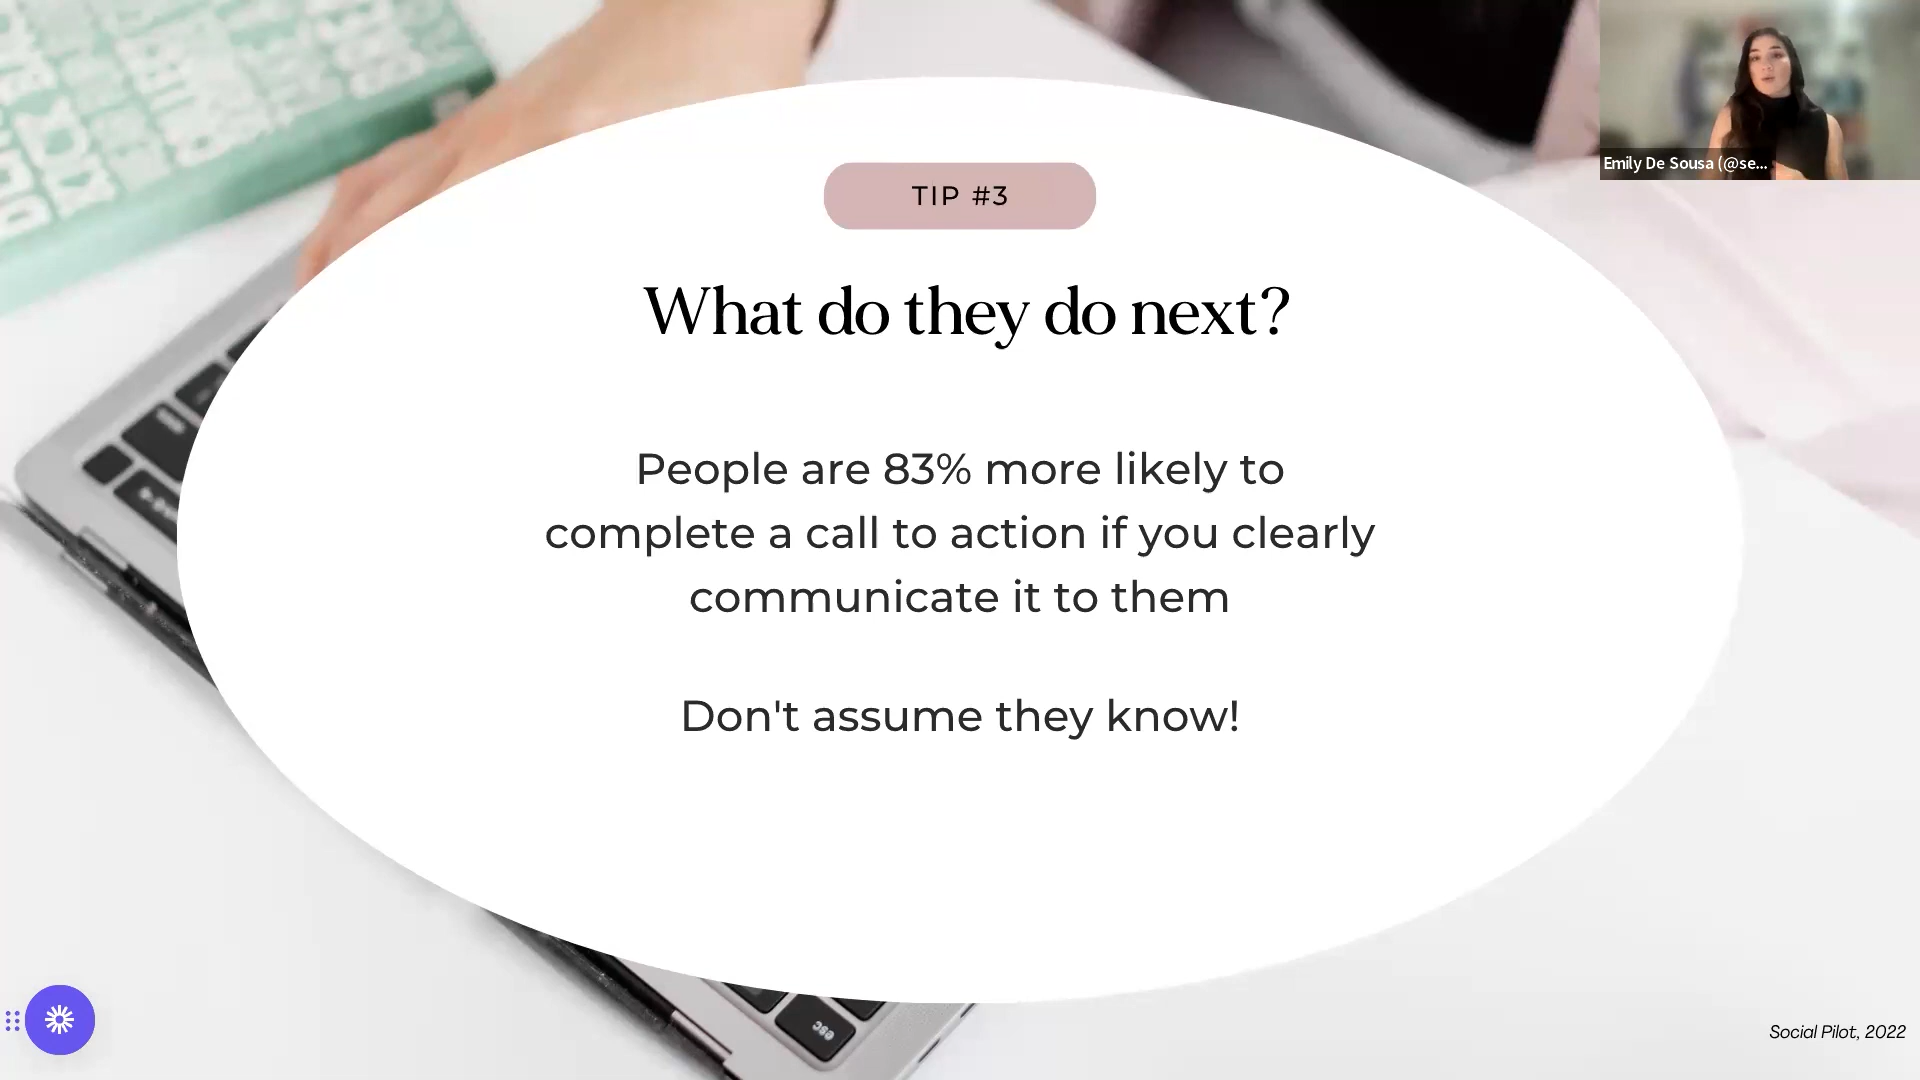 TIP #3
What do they do next?
People are 83% more likely to
complete a call to action if you clearly
communicate it to them
Don't assume they know!
Emily De Sousa (@se...
esc
Social Pilot, 2022